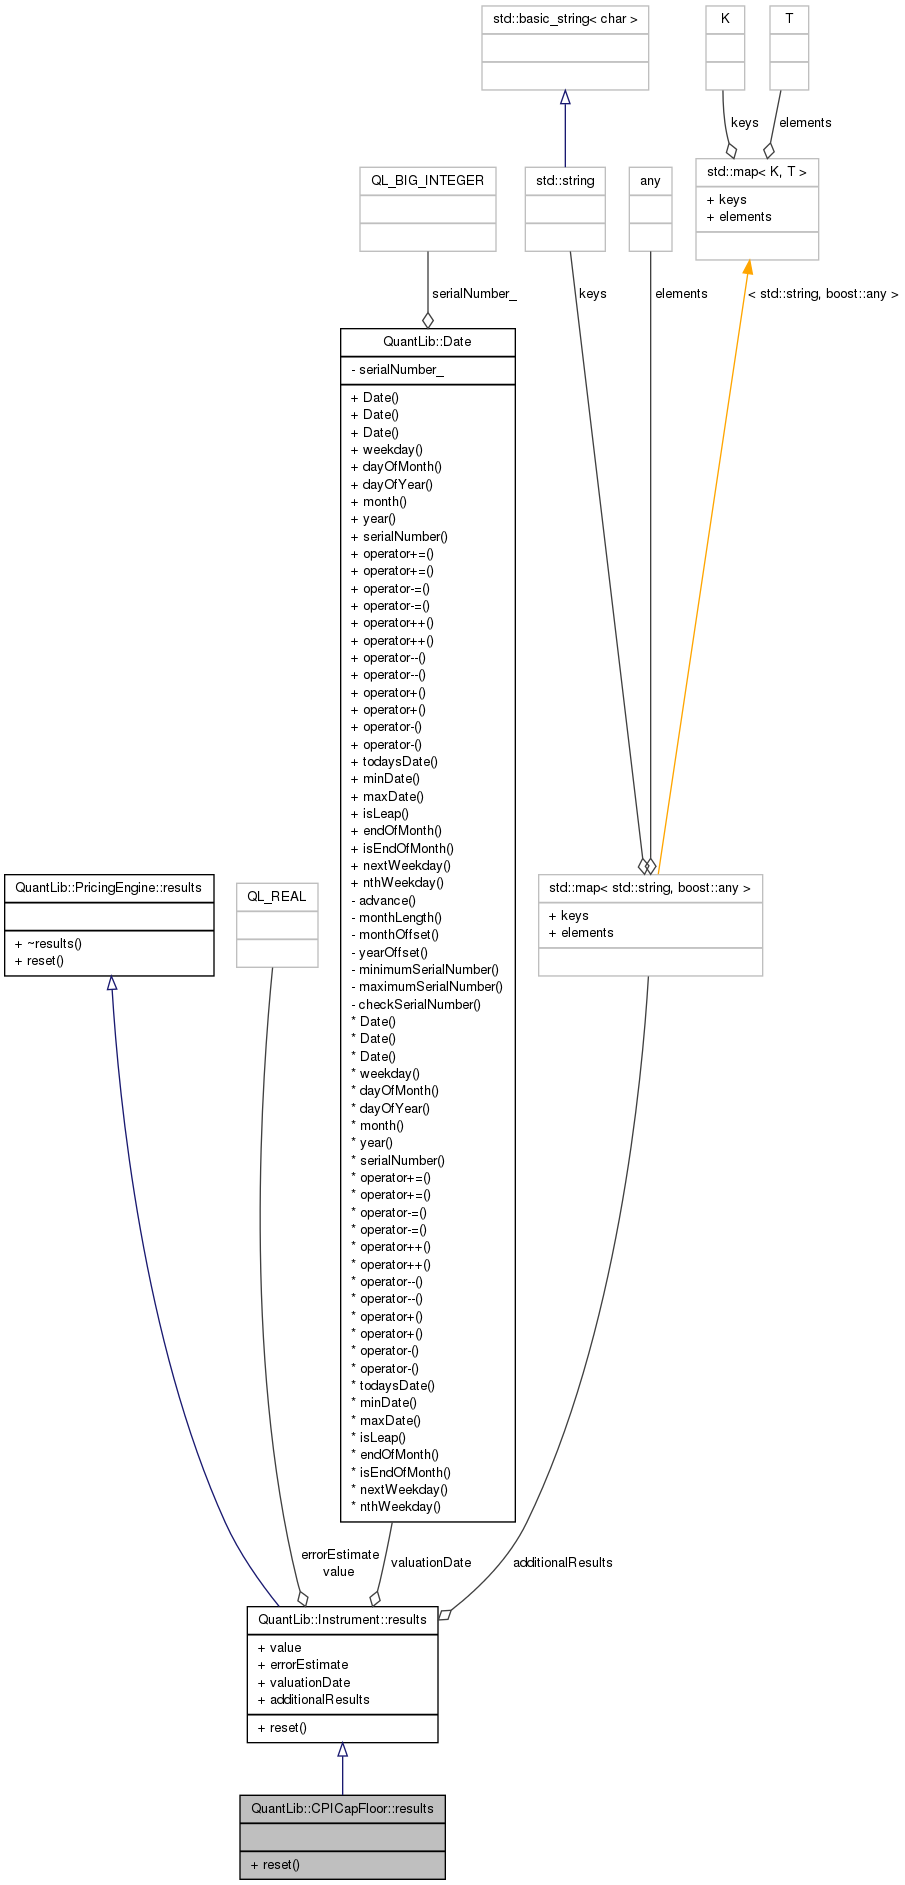 std::basic_string< char >
K
T
keys
elements
QL_BIG_INTEGER
std::string
any
std::map< K, T >
+ keys
+ elements
serialNumber_
keys
elements
< std::string, boost::any >
QuantLib::Date
- serialNumber_
+ Date()
+ Date()
+ Date()
+ weekday()
+ dayOfMonth()
+ dayOfYear()
+ month()
+ year()
+ serialNumber()
+ operator+=()
+ operator+=()
+ operator-=()
+ operator-=()
+ operator++()
+ operator++()
+ operator--()
+ operator--()
+ operator+()
+ operator+()
+ operator-()
+ operator-()
+ todaysDate()
+ minDate()
+ maxDate()
+ isLeap()
+ endOfMonth()
+ isEndOfMonth()
+ nextWeekday()
+ nthWeekday()
- advance()
- monthLength()
- monthOffset()
- yearOffset()
- minimumSerialNumber()
- maximumSerialNumber()
- checkSerialNumber()
* Date()
* Date()
* Date()
* weekday()
* dayOfMonth()
* dayOfYear()
* month()
* year()
* serialNumber()
* operator+=()
* operator+=()
* operator-=()
* operator-=()
* operator++()
* operator++()
* operator--()
* operator--()
* operator+()
* operator+()
* operator-()
* operator-()
* todaysDate()
* minDate()
* maxDate()
* isLeap()
* endOfMonth()
* isEndOfMonth()
* nextWeekday()
* nthWeekday()
QuantLib::PricingEngine::results
+ ~results()
+ reset()
QL_REAL
std::map< std::string, boost::any >
+ keys
+ elements
errorEstimate
value
valuationDate
additionalResults
QuantLib::Instrument::results
+ value
+ errorEstimate
+ valuationDate
+ additionalResults
+ reset()
QuantLib::CPICapFloor::results
+ reset()